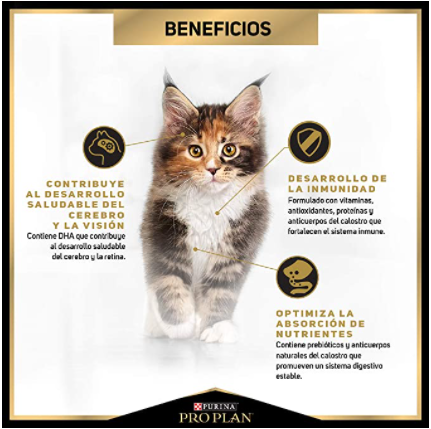 BENEFICIOS
CONTRIBUYE
AL DESARROLLO
SALUDABLE DEL
CEREBRO
Y LA VISIÓN
Contiene DHA que contribuye
al desarrollo saludable
del cerebro y la retina.
DESARROLLO DE
LA INMUNIDAD
Formulado con vitaminas,
antioxidantes, proteínas y
anticuerpos del calostro que
fortalecen el sistema inmune.
OPTIMIZA LA
ABSORCIÓN DE
NUTRIENTES
Contiene prebióticos y anticuerpos
naturales del calostro que
promueven un sistema digestivo
estable.
PURINA
PRO PLAN